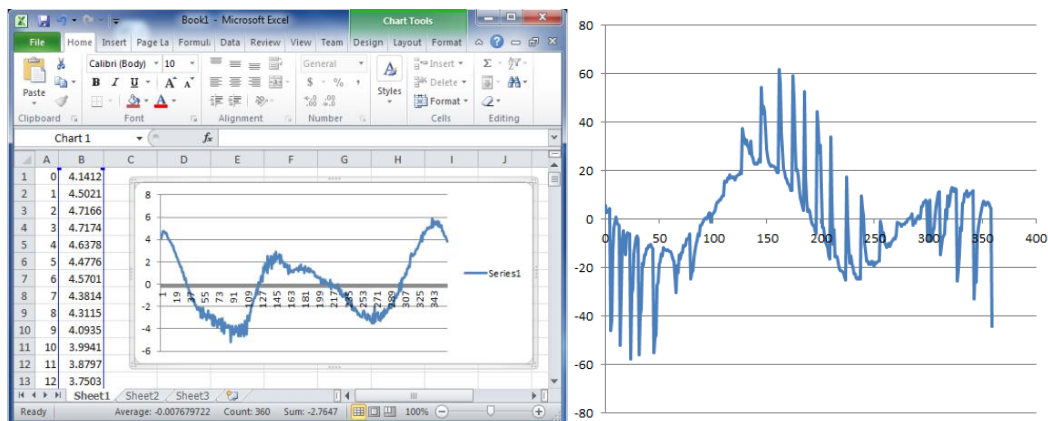 Book1 - Microsoft Excel Chart Tools
File Home Insert Page La Formula Data Review View Team Design Layout Format
Calibri (Body) 10 General Insert
Paste B I U A A $ % , Styles Delete
Format
Clipboard Font Alignment Number Cells Editing
Chart 1 fx
A B C D E F G H I J
1 0 4.1412
2 1 4.5021
3 2 4.7166
4 3 4.7174
5 4 4.6378
6 5 4.4776
7 6 4.5701
8 7 4.3814
9 8 4.3115
10 9 4.0935
11 10 3.9941
12 11 3.8797
13 12 3.7503
8
6
4
2
0
-2
-4
-6
1 19 37 55 73 91 109 127 145 163 181 199 217 235 253 271 289 307 325 343
Series1
Sheet1 Sheet2 Sheet3
Ready Average: -0.007679722 Count: 360 Sum: -2.7647 100%
80
60
40
20
0
-20
-40
-60
-80
0 50 100 150 200 250 300 350 400